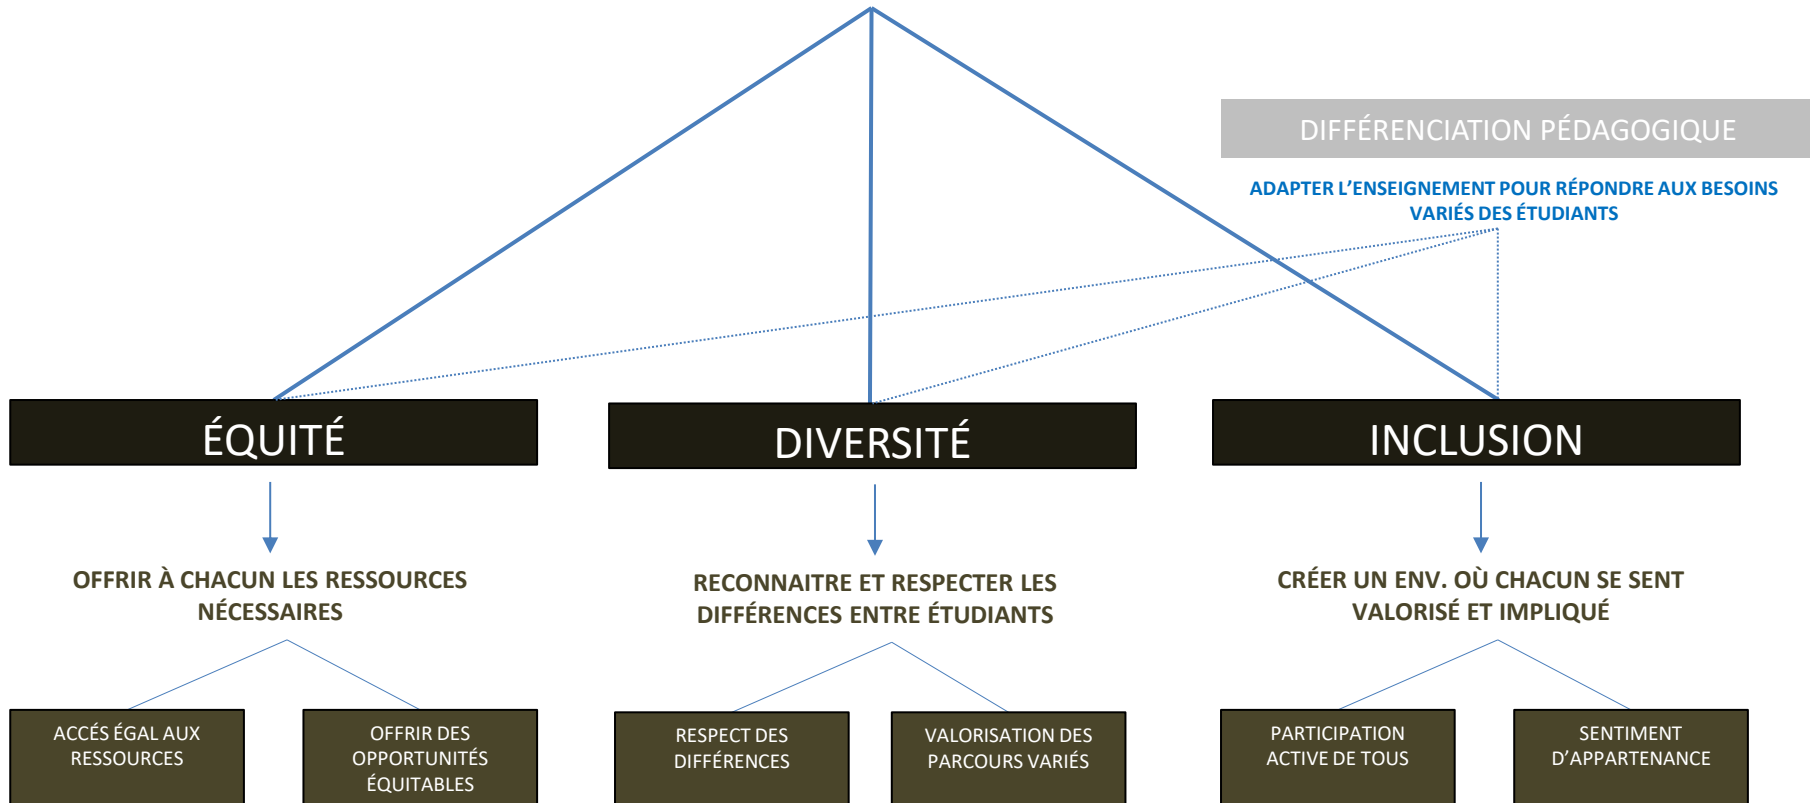 DIFFÉRENCIATION PÉDAGOGIQUE
ADAPTER L'ENSEIGNEMENT POUR RÉPONDRE AUX BESOINS
VARIÉS DES ÉTUDIANTS
ÉQUITÉ
DIVERSITÉ
INCLUSION
OFFRIR À CHACUN LES RESSOURCES
NÉCESSAIRES
RECONNAITRE ET RESPECTER LES
DIFFÉRENCES ENTRE ÉTUDIANTS
CRÉER UN ENV. OÙ CHACUN SE SENT
VALORISÉ ET IMPLIQUÉ
ACCÉS ÉGAL AUX
RESSOURCES
OFFRIR DES
OPPORTUNITÉS
ÉQUITABLES
RESPECT DES
DIFFÉRENCES
VALORISATION DES
PARCOURS VARIÉS
PARTICIPATION
ACTIVE DE TOUS
SENTIMENT
D'APPARTENANCE